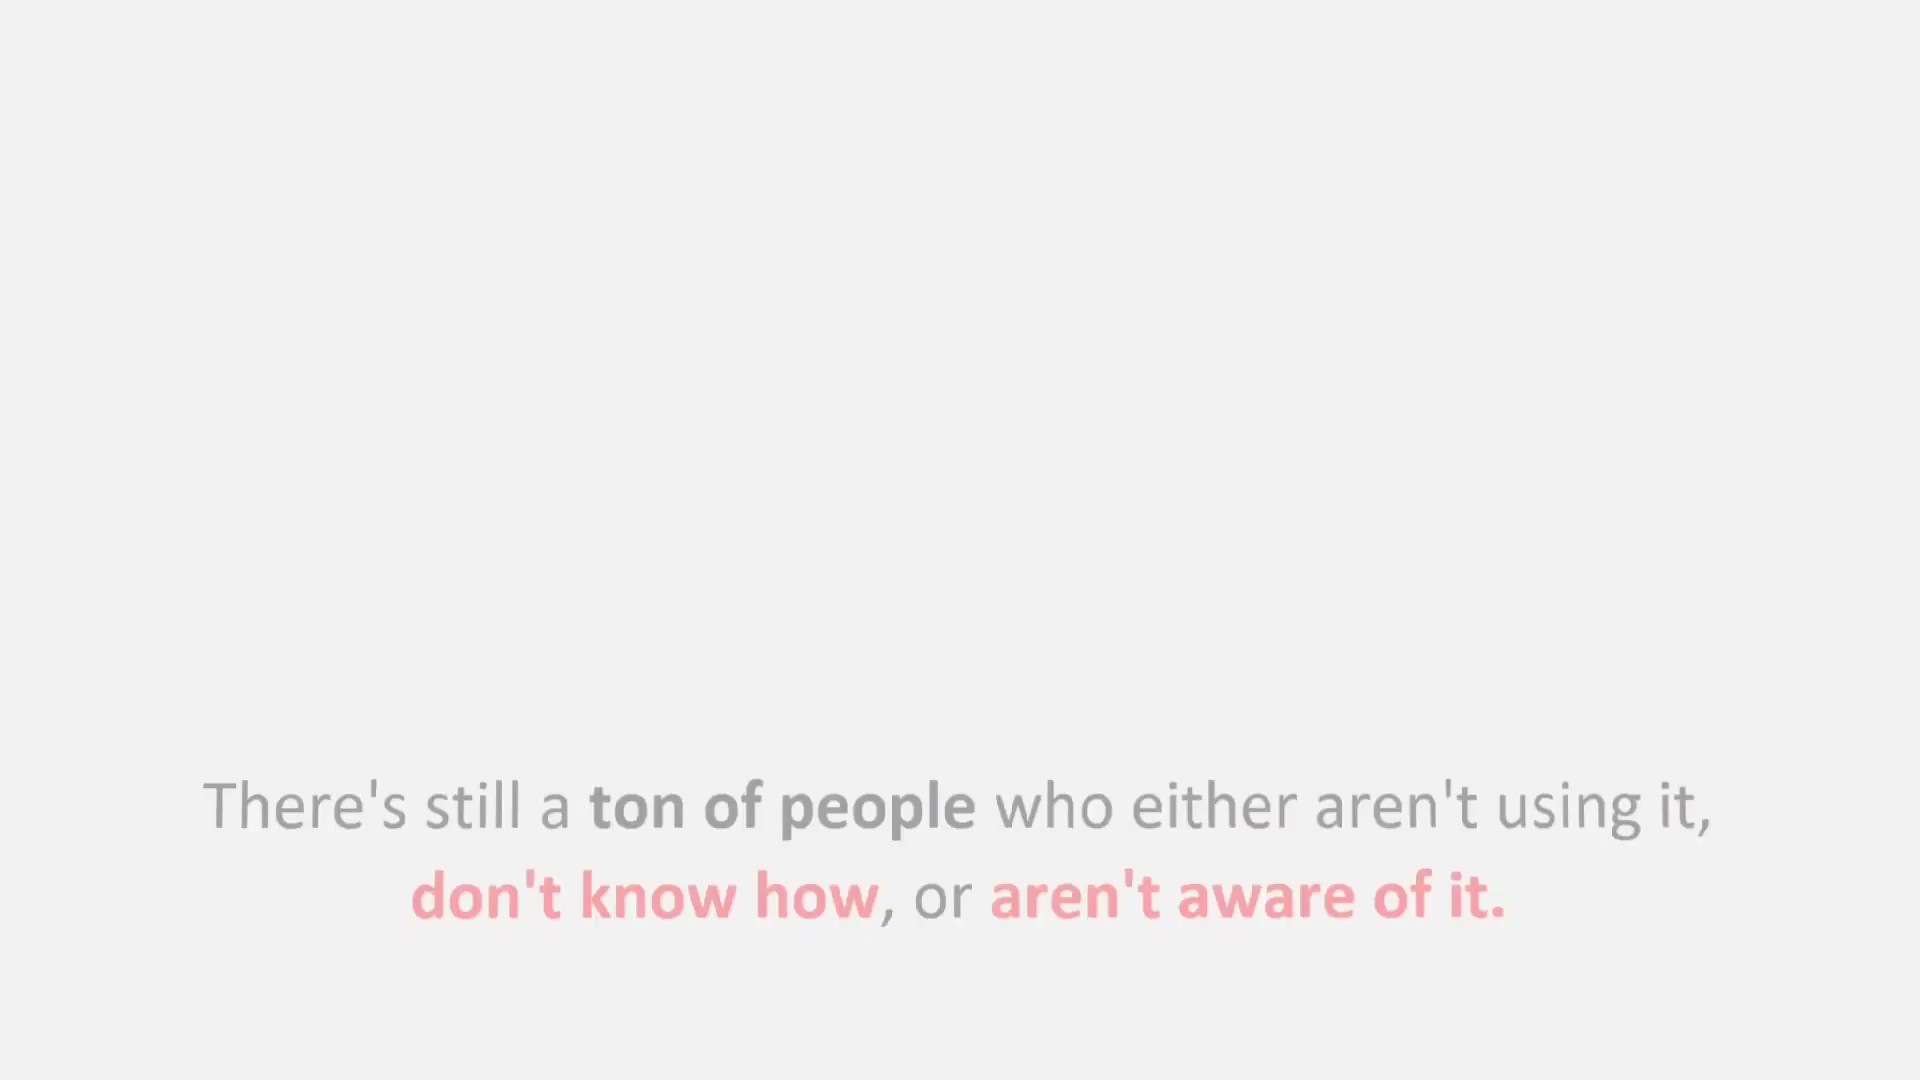 There's still a ton of people who either aren't using it,
don't know how, or aren't aware of it.